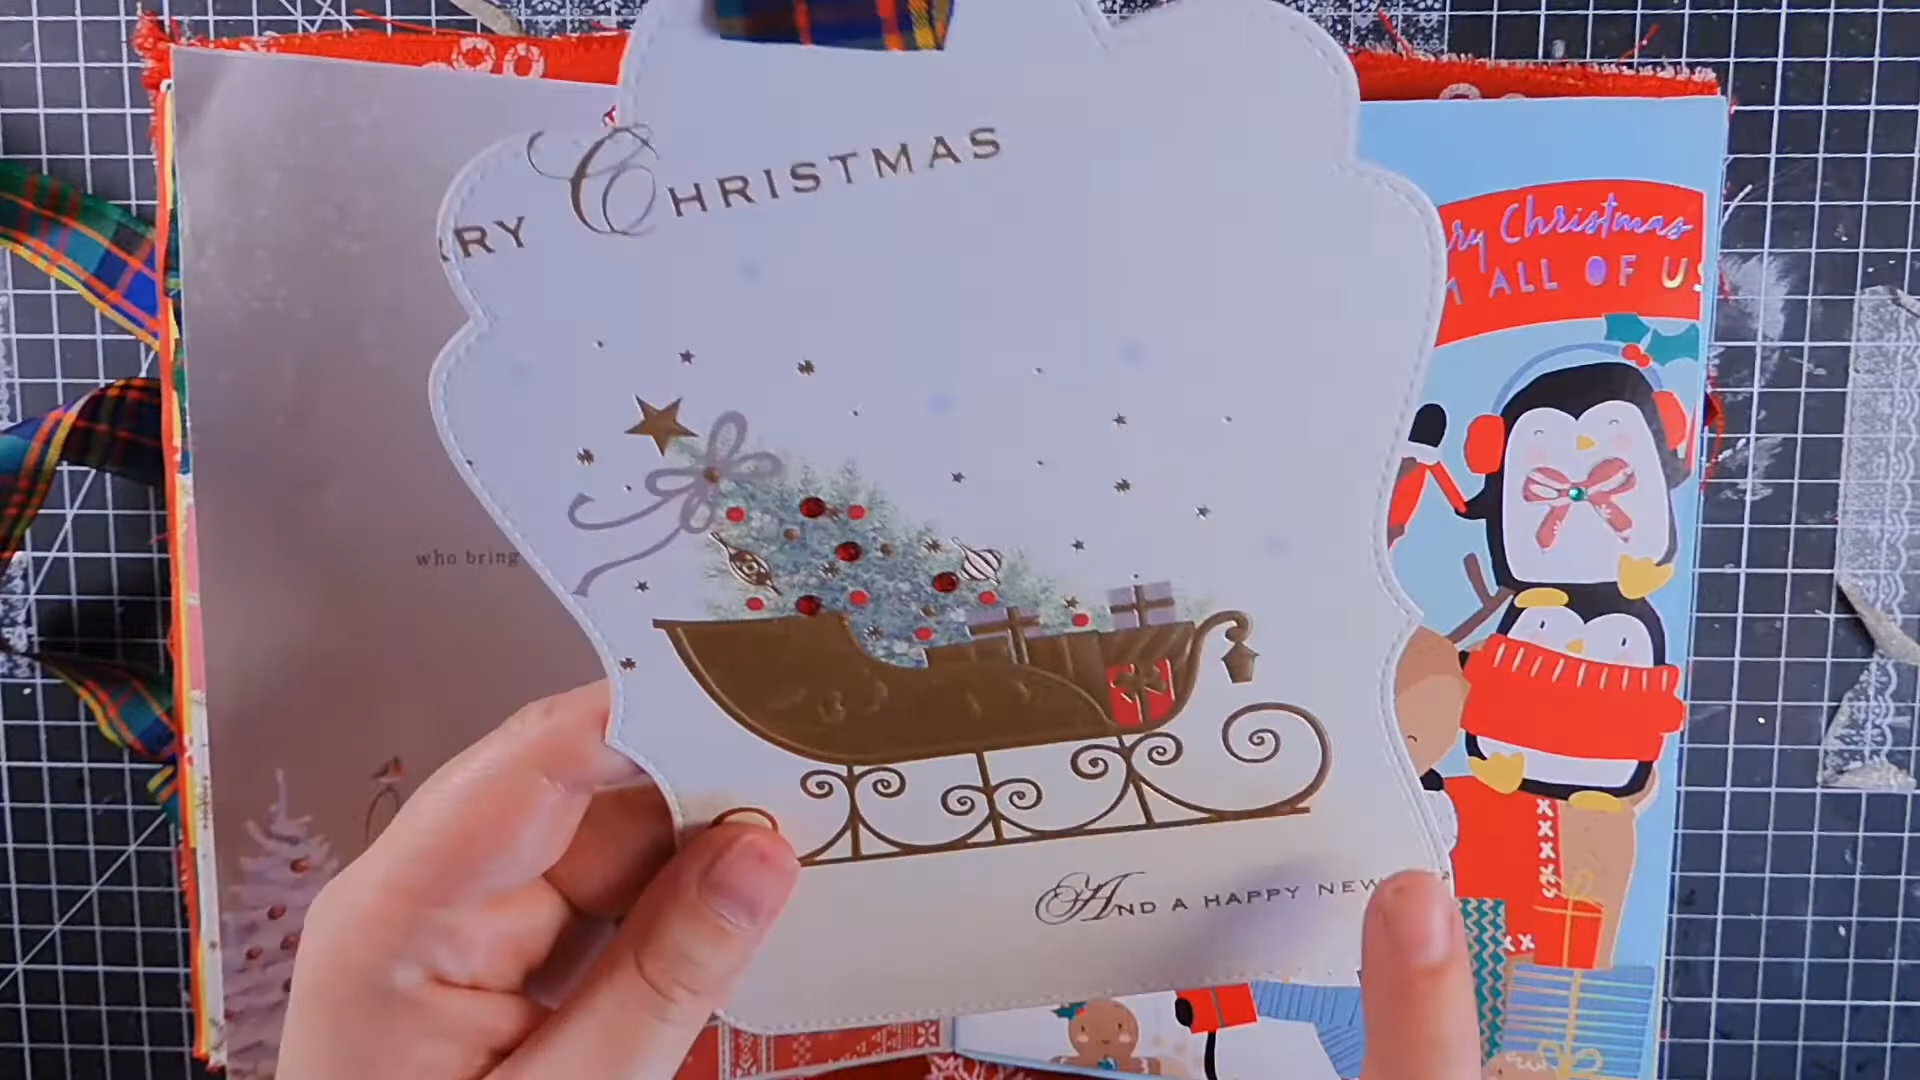 RY CHRISTMAS
AND A HAPPY NEW
who bring
ry Christmas
M ALL OF US